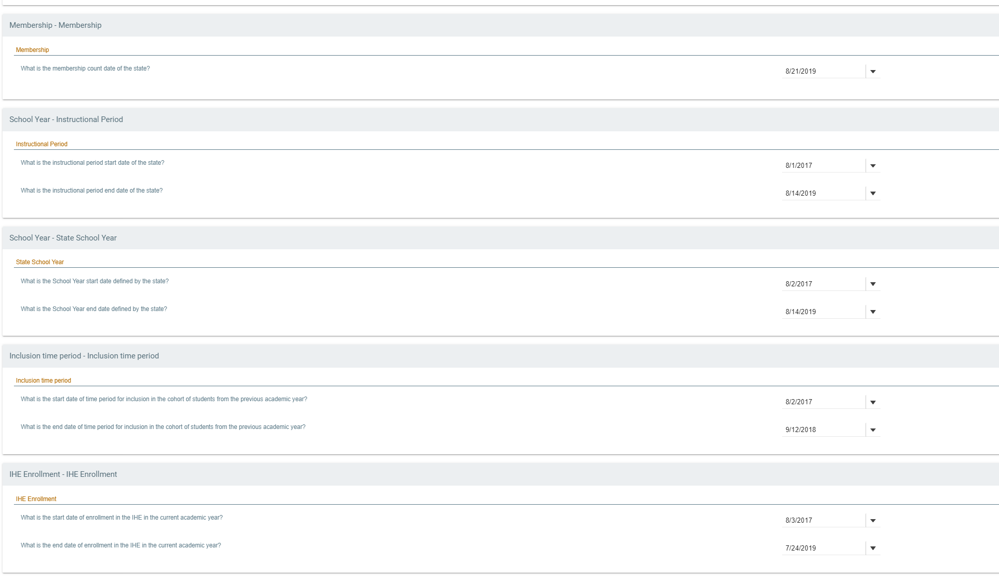 Membership - Membership
Membership
What is the membership count date of the state?
8/21/2019
School Year - Instructional Period
Instructional Period
What is the instructional period start date of the state?
8/1/2017
What is the instructional period end date of the state?
8/14/2019
School Year - State School Year
State School Year
What is the School Year start date defined by the state?
8/2/2017
What is the School Year end date defined by the state?
8/14/2019
Inclusion time period - Inclusion time period
Inclusion time period
What is the start date of time period for inclusion in the cohort of students from the previous academic year?
8/2/2017
What is the end date of time period for inclusion in the cohort of students from the previous academic year?
9/12/2018
IHE Enrollment - IHE Enrollment
IHE Enrollment
What is the start date of enrollment in the IHE in the current academic year?
8/3/2017
What is the end date of enrollment in the IHE in the current academic year?
7/24/2019